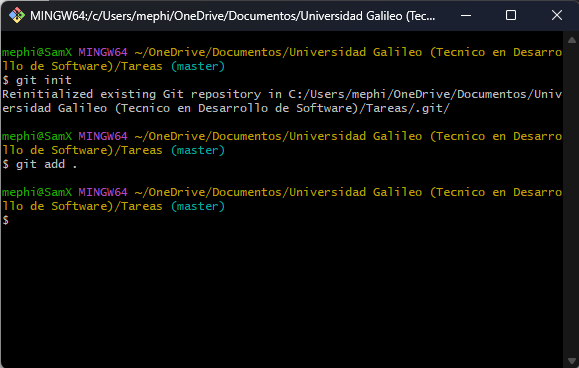 MINGW64:/c/Users/mephi/OneDrive/Documentos/Universidad Galileo (Tec...
mephi@SamX MINGW64 ~/OneDrive/Documentos/Universidad Galileo (Tecnico en Desarro
llo de Software)/Tareas (master)
$ git init
Reinitialized existing Git repository in C:/Users/mephi/OneDrive/Documentos/Univ
ersidad Galileo (Tecnico en Desarrollo de Software)/Tareas/.git/
mephi@SamX MINGW64 ~/OneDrive/Documentos/Universidad Galileo (Tecnico en Desarro
llo de Software)/Tareas (master)
$ git add .
mephi@SamX MINGW64 ~/OneDrive/Documentos/Universidad Galileo (Tecnico en Desarro
llo de Software)/Tareas (master)
$